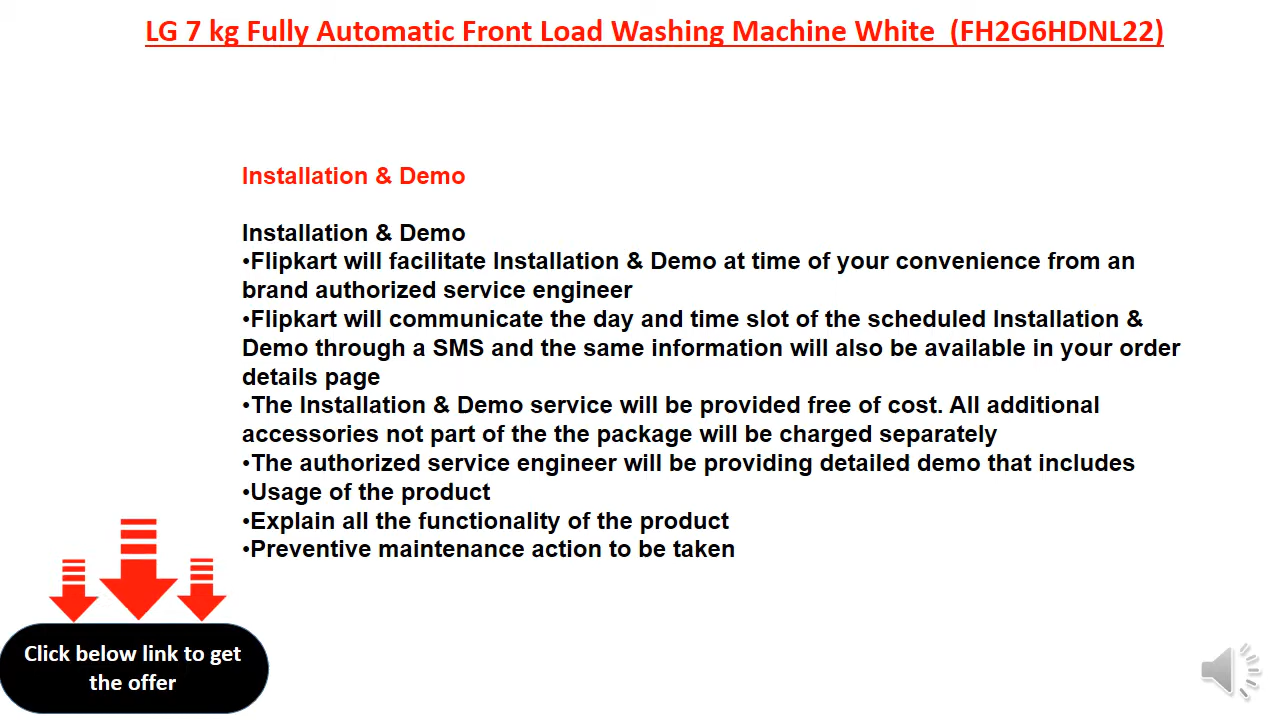 LG 7 kg Fully Automatic Front Load Washing Machine White  (FH2G6HDNL22)
Installation & Demo
Installation & Demo
•Flipkart will facilitate Installation & Demo at time of your convenience from an
brand authorized service engineer
•Flipkart will communicate the day and time slot of the scheduled Installation &
Demo through a SMS and the same information will also be available in your order
details page
•The Installation & Demo service will be provided free of cost. All additional
accessories not part of the the package will be charged separately
•The authorized service engineer will be providing detailed demo that includes
•Usage of the product
•Explain all the functionality of the product
•Preventive maintenance action to be taken
Click below link to get
the offer